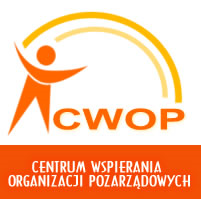 CWOP
CENTRUM WSPIERANIA
ORGANIZACJI POZARZĄDOWYCH